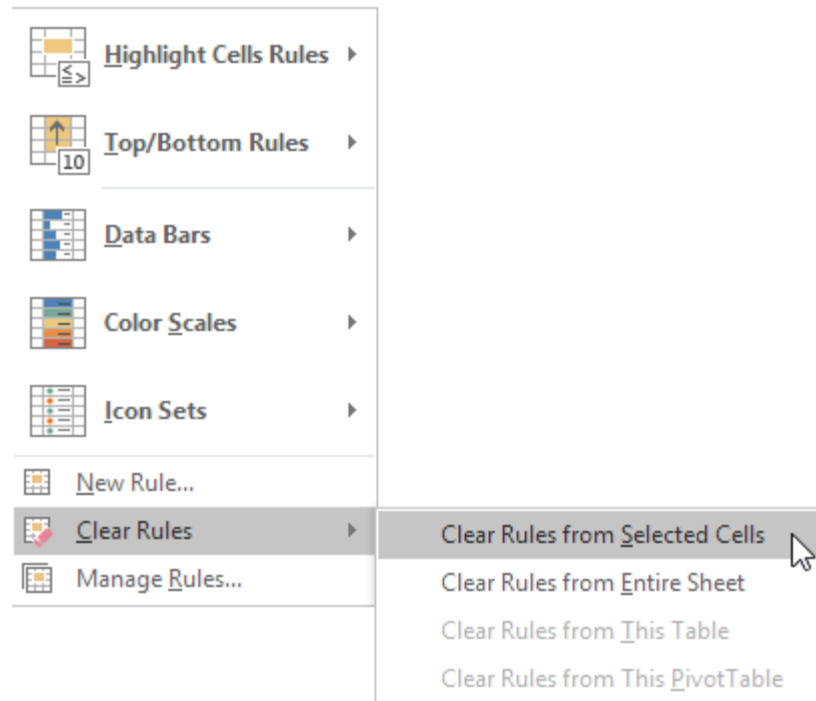 Highlight Cells Rules
≤ >
Top/Bottom Rules
10
Data Bars
Color Scales
Icon Sets
New Rule...
Clear Rules
Clear Rules from Selected Cells
Manage Rules...
Clear Rules from Entire Sheet
Clear Rules from This Table
Clear Rules from This PivotTable